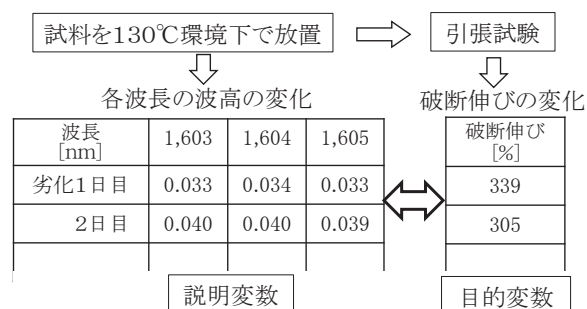 試料を130℃環境下で放置
引張試験
各波長の波高の変化
破断伸びの変化
波長
[nm]
1,603
1,604
1,605
劣化1日目
0.033
0.034
0.033
2日目
0.040
0.040
0.039
破断伸び
[%]
339
305
説明変数
目的変数